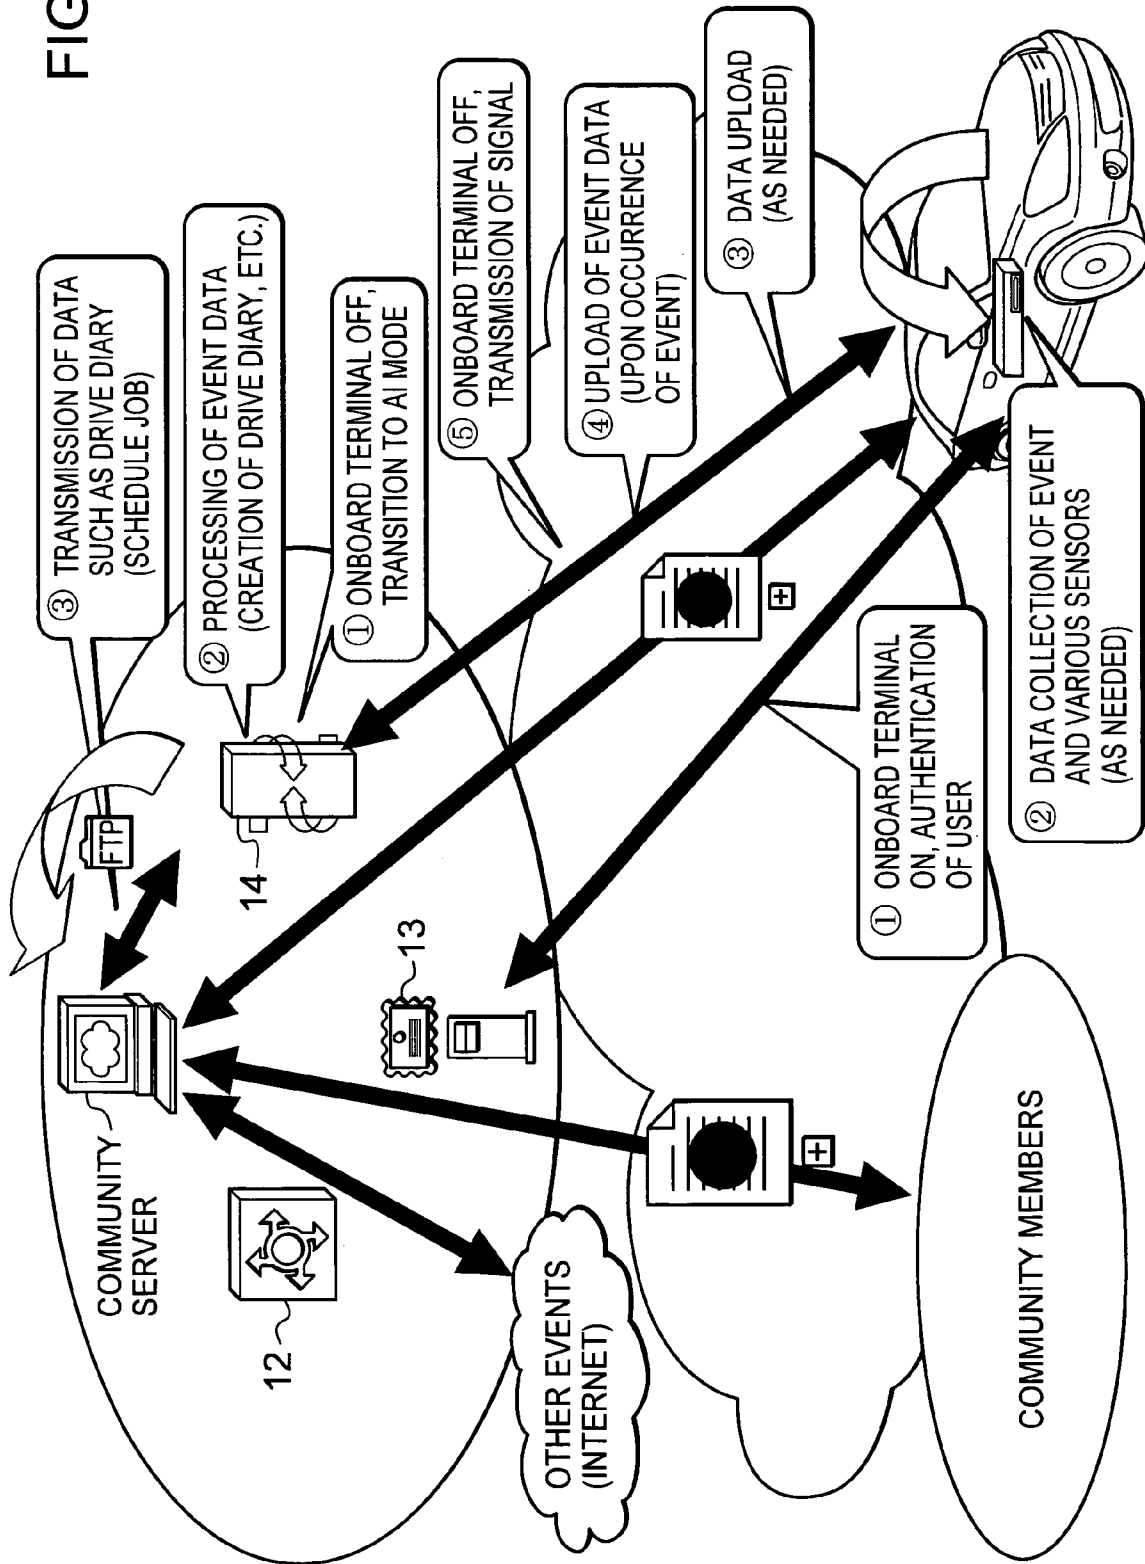 FIG
③ TRANSMISSION OF DATA
SUCH AS DRIVE DIARY
(SCHEDULE JOB)
② PROCESSING OF EVENT DATA
(CREATION OF DRIVE DIARY, ETC.)
① ONBOARD TERMINAL OFF,
TRANSITION TO AI MODE
⑤ ONBOARD TERMINAL OFF,
TRANSMISSION OF SIGNAL
④ UPLOAD OF EVENT DATA
(UPON OCCURRENCE
OF EVENT)
③ DATA UPLOAD
(AS NEEDED)
COMMUNITY
SERVER
FTP
14
13
12
OTHER EVENTS
(INTERNET)
① ONBOARD TERMINAL
ON, AUTHENTICATION
OF USER
② DATA COLLECTION OF EVENT
AND VARIOUS SENSORS
(AS NEEDED)
COMMUNITY MEMBERS